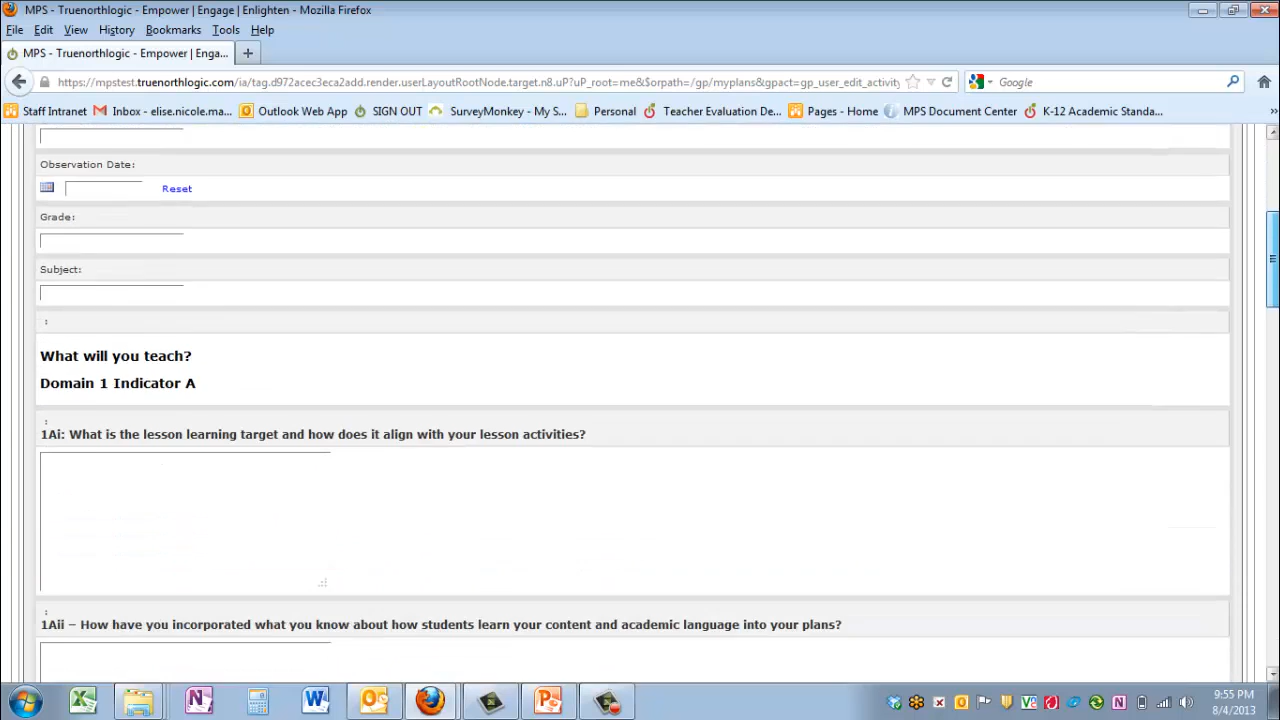 MPS - Truenorthlogic - Empower | Engage | Enlighten - Mozilla Firefox
File Edit View History Tools Help
MPS - Truenorthlogic - Empower | Enga...
https://mpstest.truenorthlogic.com/ia/tag.d972acec3eca2add.render.userLayoutRootNode.target.n8.uP?uP_root=me&$orpath=/gp/myplans&gpact=gp_user_edit_activity
Google
Staff Intranet Inbox - elise.nicole.ma... Outlook Web App SIGN OUT SurveyMonkey - My S... Personal Teacher Evaluation De... Pages - Home MPS Document Center K-12 Academic Standa... »
Observation Date:
Reset
Grade:
Subject:
:
What will you teach?
Domain 1 Indicator A
:
1Ai: What is the lesson learning target and how does it align with your lesson activities?
:
1Aii – How have you incorporated what you know about how students learn your content and academic language into your plans?
9:55 PM
8/4/2013